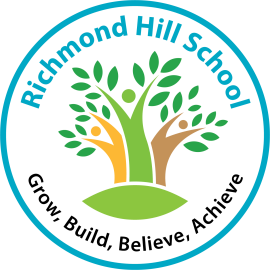 Richmond Hill School
Grow, Build, Believe, Achieve